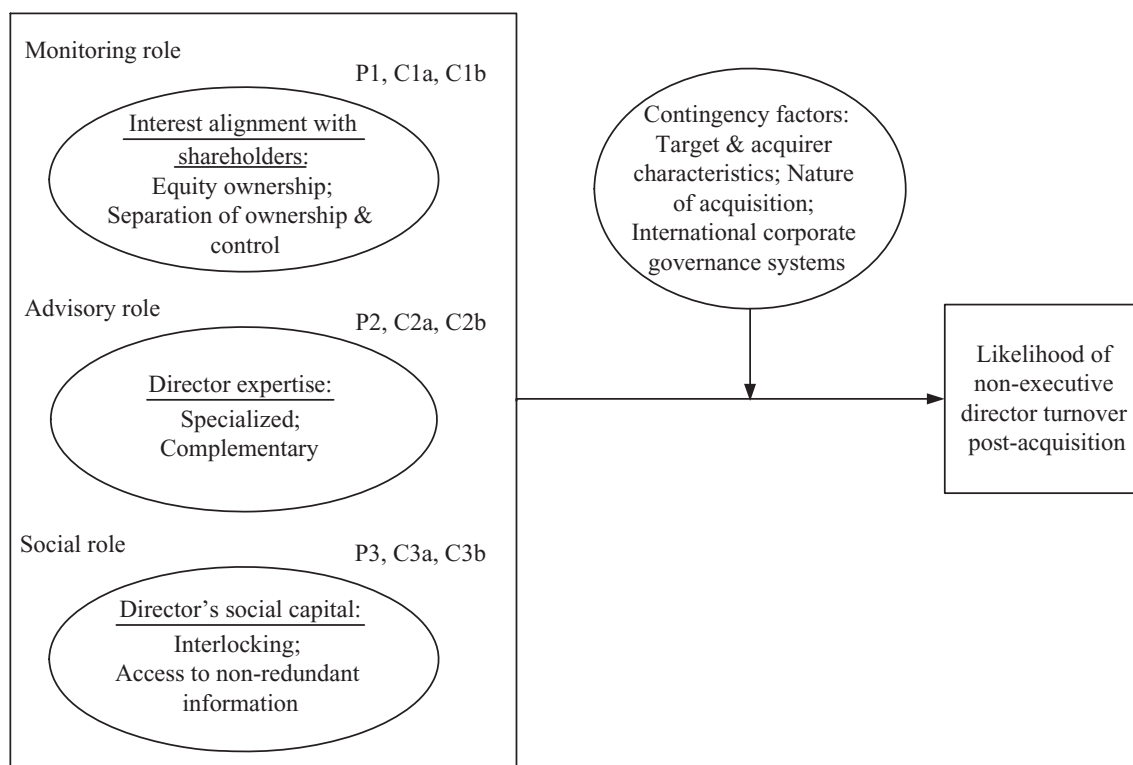 Monitoring role
P1, C1a, C1b
Interest alignment with
shareholders:
Equity ownership;
Separation of ownership &
control
Advisory role
P2, C2a, C2b
Director expertise:
Specialized;
Complementary
Social role
P3, C3a, C3b
Director’s social capital:
Interlocking;
Access to non-redundant
information
Contingency factors:
Target & acquirer
characteristics; Nature
of acquisition;
International corporate
governance systems
Likelihood of
non-executive
director turnover
post-acquisition